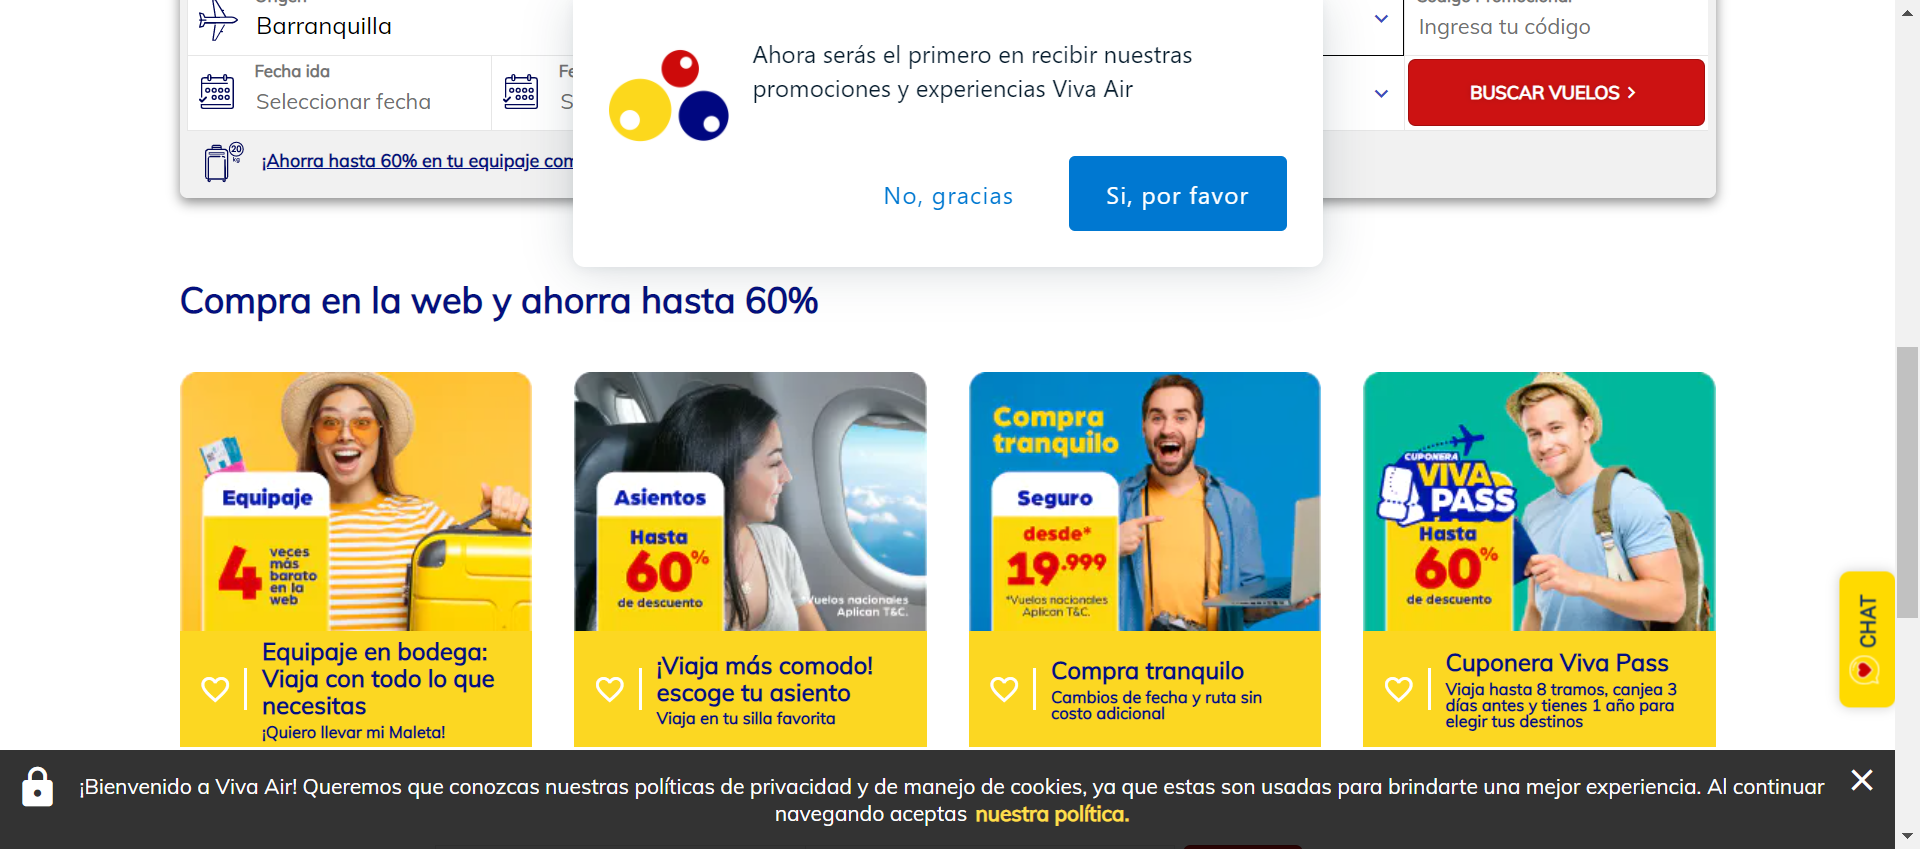 Barranquilla
Ingresa tu código
Fecha ida
Seleccionar fecha
BUSCAR VUELOS
20
kg
¡Ahorra hasta 60% en tu equipaje
Ahora serás el primero en recibir nuestras
promociones y experiencias Viva Air
No, gracias
Si, por favor
Compra en la web y ahorra hasta 60%
Equipaje
4 veces
más
barato
en la
web
Equipaje en bodega:
Viaja con todo lo que
necesitas
¡Quiero llevar mi Maleta!
Asientos
Hasta
60%
de descuento
*Vuelos nacionales
Aplican T&C.
¡Viaja más comodo!
escoge tu asiento
Viaja en tu silla favorita
Compra
tranquilo
Seguro
desde*
19.999
*Vuelos nacionales
Aplican T&C.
Compra tranquilo
Cambios de fecha y ruta sin
costo adicional
CUPONERA
VIVA
PASS
Hasta
60%
de descuento
Cuponera Viva Pass
Viaja hasta 8 tramos, canjea 3
días antes y tienes 1 año para
elegir tus destinos
CHAT
¡Bienvenido a Viva Air! Queremos que conozcas nuestras políticas de privacidad y de manejo de cookies, ya que estas son usadas para brindarte una mejor experiencia. Al continuar
navegando aceptas nuestra política.